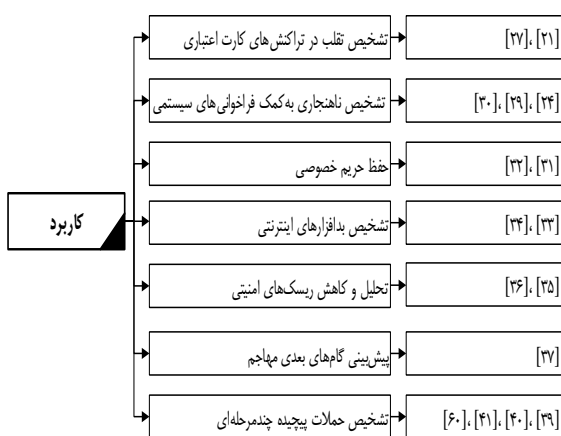 کاربرد
تشخیص تقلب در تراکنش‌های کارت اعتباری
[۲۱]، [۲۷]
تشخیص ناهنجاری به‌کمک فراخوانی‌های سیستمی
[۲۴]، [۲۹]، [۳۰]
حفظ حریم خصوصی
[۳۱]، [۳۲]
تشخیص بدافزارهای اینترنتی
[۳۳]، [۳۴]
تحلیل و کاهش ریسک‌های امنیتی
[۳۵]، [۳۶]
پیش‌بینی گام‌های بعدی مهاجم
[۳۷]
تشخیص حملات پیچیده چندمرحله‌ای
[۳۹]، [۴۰]، [۴۱]، [۶۰]